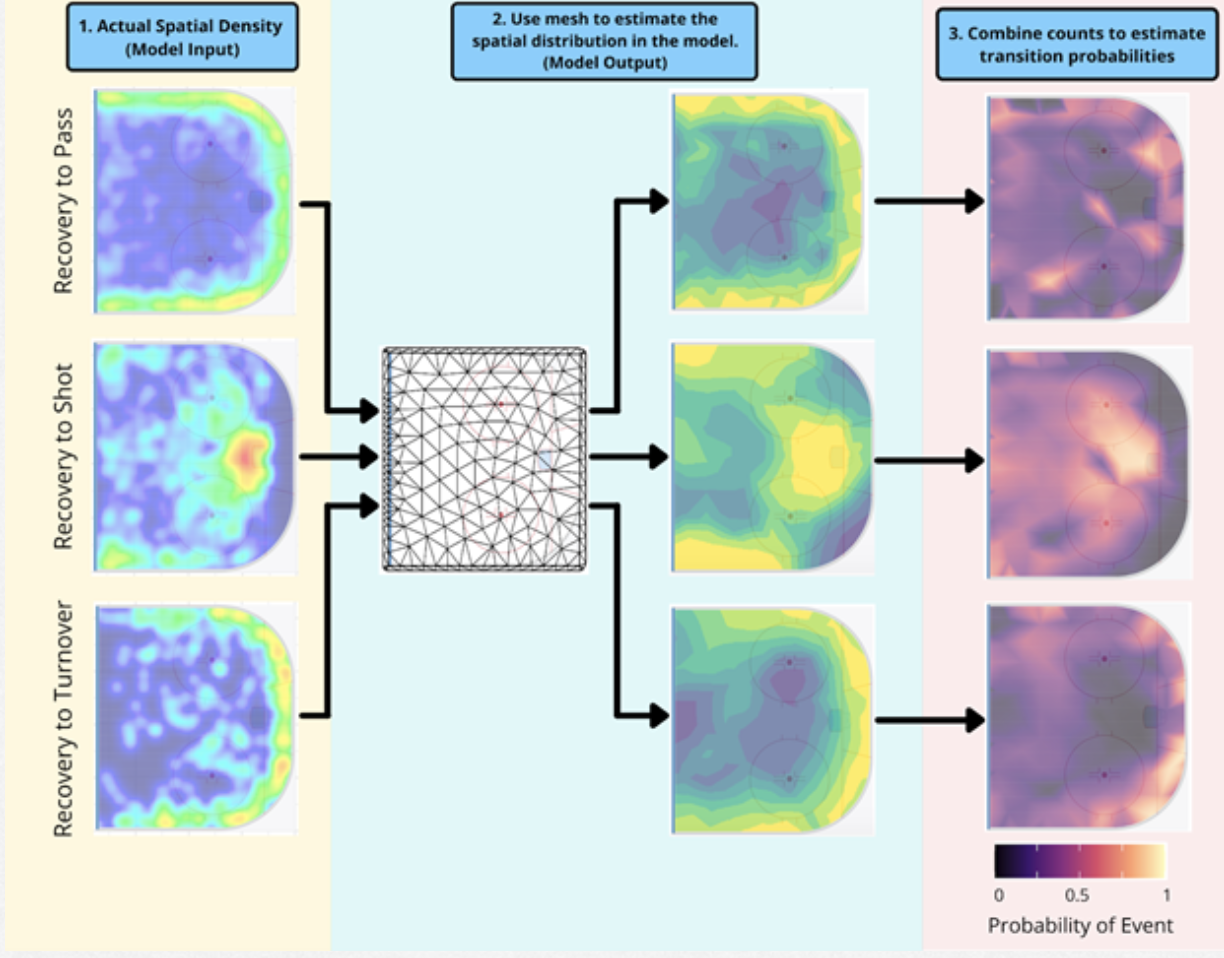 1. Actual Spatial Density
(Model Input)
2. Use mesh to estimate the
spatial distribution in the model.
(Model Output)
3. Combine counts to estimate
transition probabilities
Recovery to Pass
Recovery to Shot
Recovery to Turnover
0 0.5 1
Probability of Event